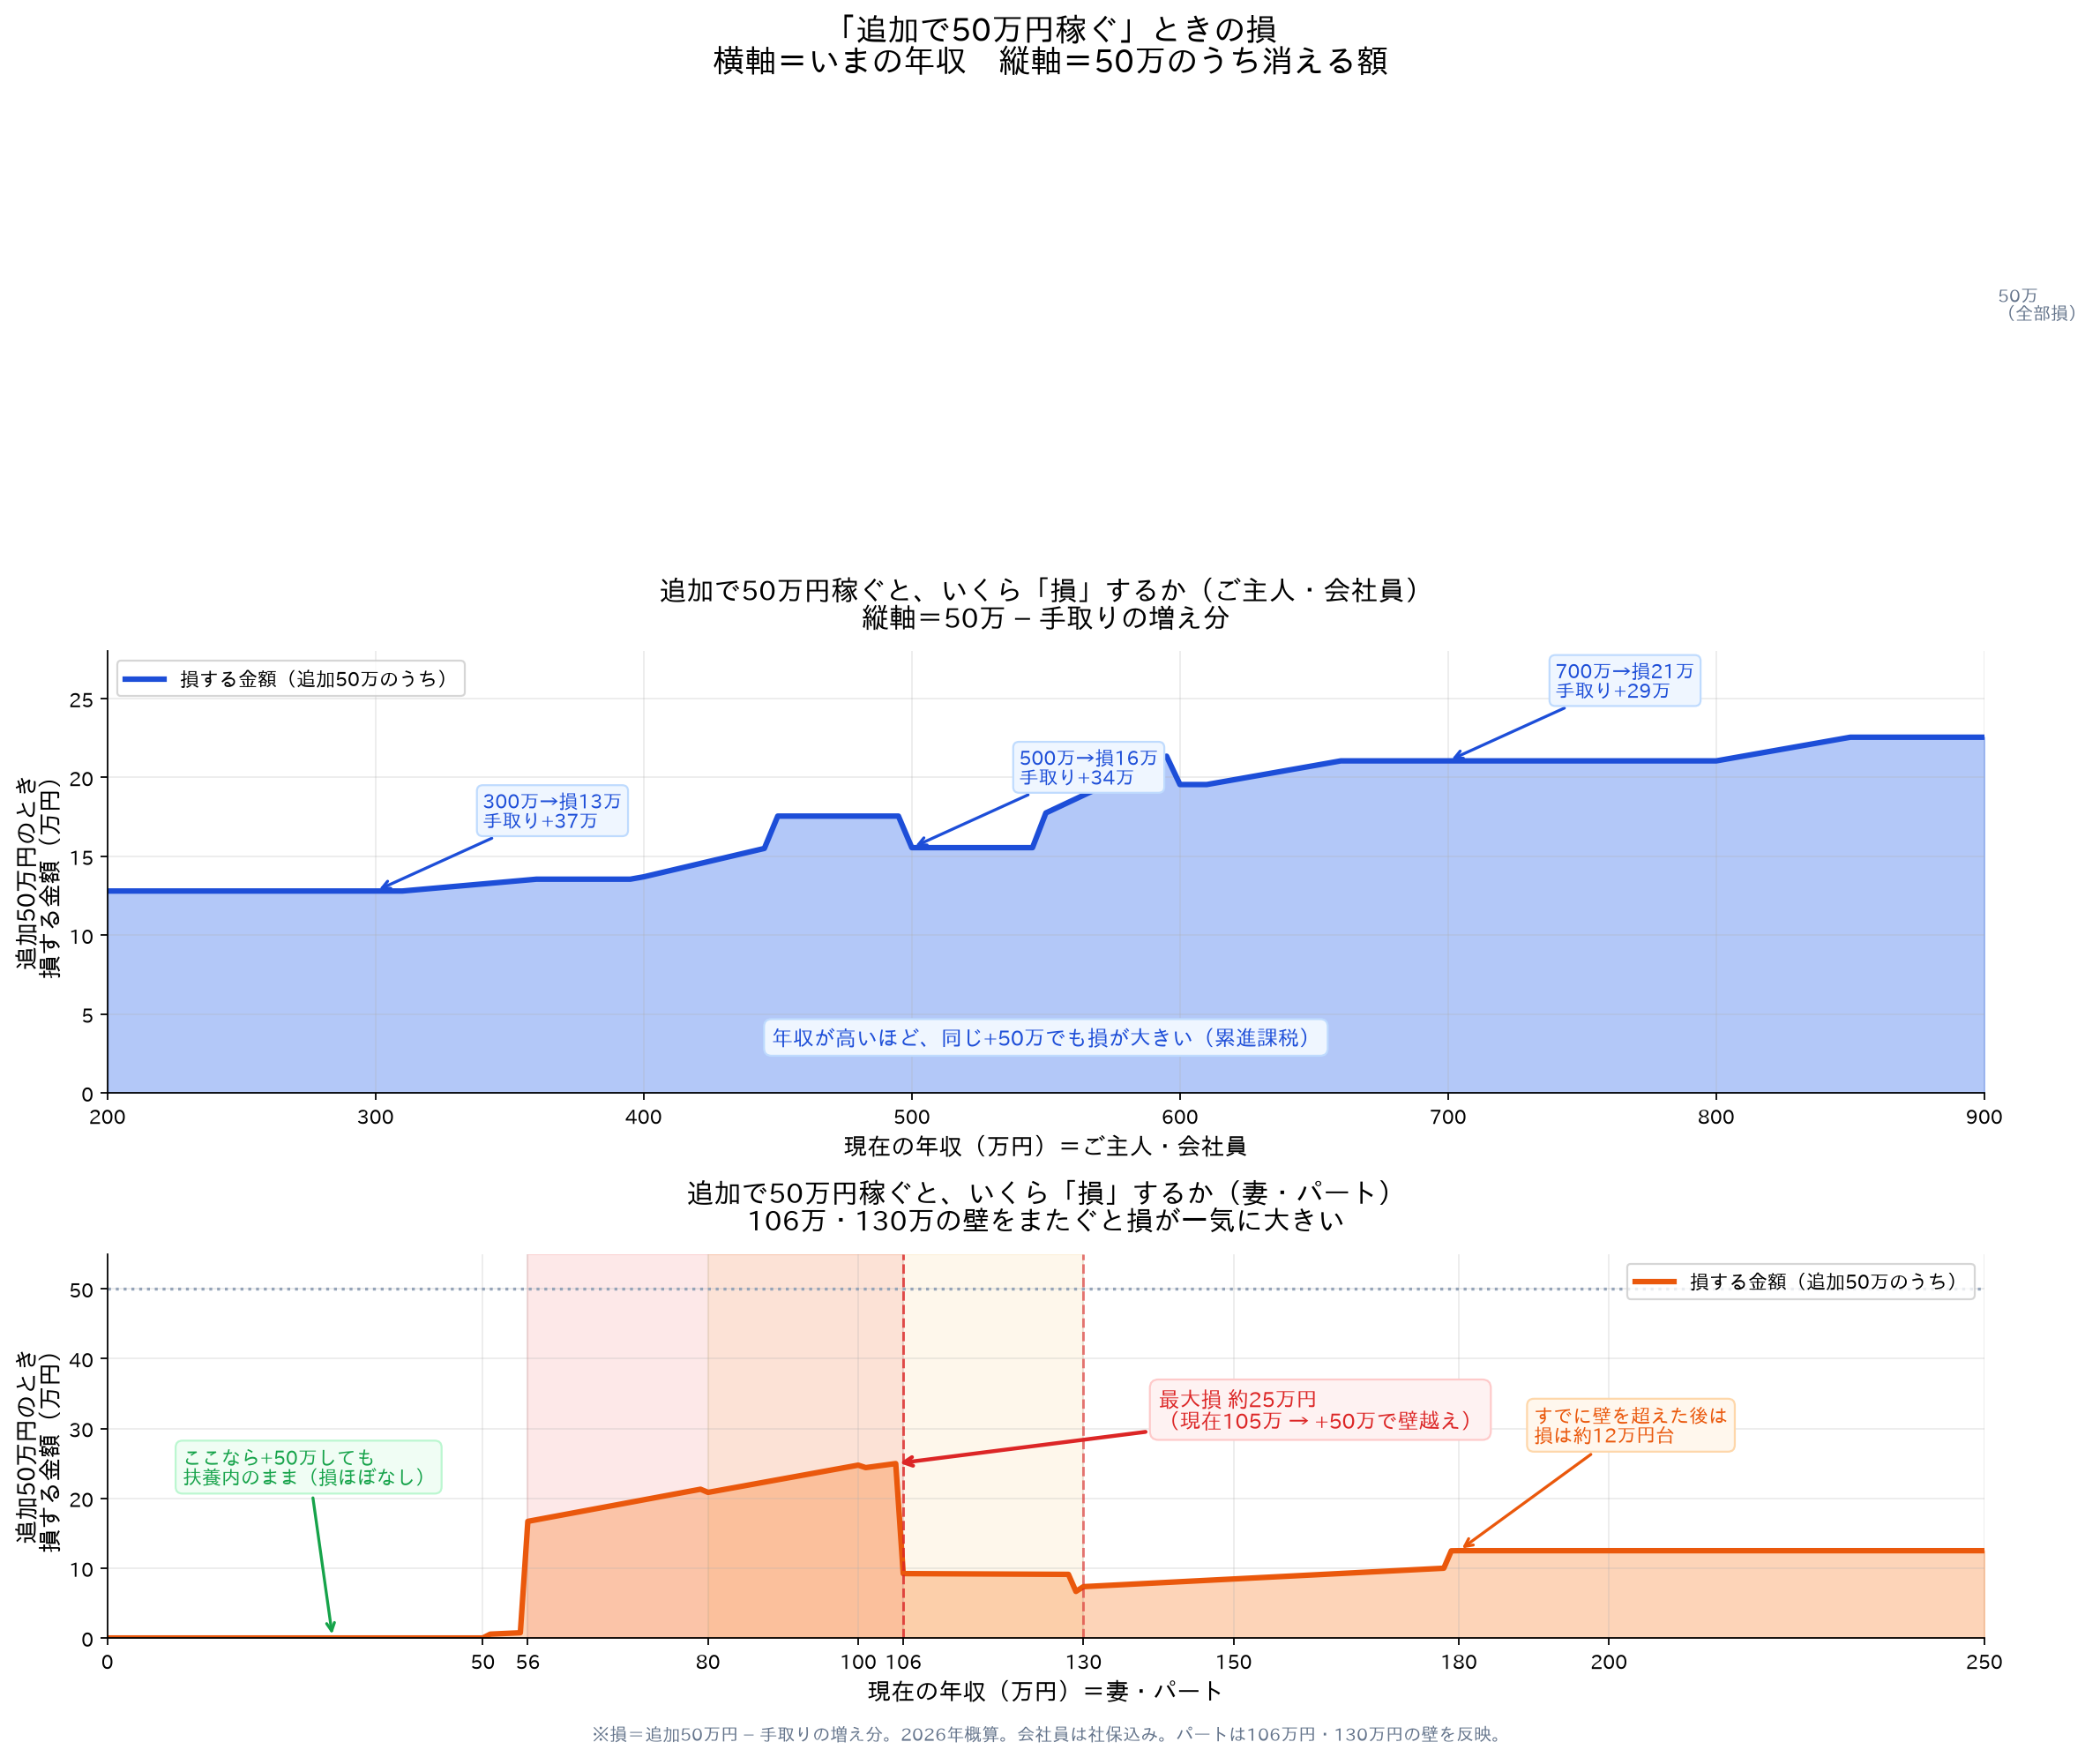 「追加で50万円稼ぐ」ときの損
横軸＝いまの年収　縦軸＝50万のうち消える額
50万
（全部損）
追加で50万円稼ぐと、いくら「損」するか（ご主人・会社員）
縦軸＝50万 − 手取りの増え分
損する金額（追加50万のうち）
700万→損21万
手取り+29万
500万→損16万
手取り+34万
300万→損13万
手取り+37万
年収が高いほど、同じ+50万でも損が大きい（累進課税）
追加50万円のとき
損する金額（万円）
25
20
15
10
5
0
200 300 400 500 600 700 800 900
現在の年収（万円）＝ご主人・会社員
追加で50万円稼ぐと、いくら「損」するか（妻・パート）
106万・130万の壁をまたぐと損が一気に大きい
損する金額（追加50万のうち）
最大損 約25万円
（現在105万 → +50万で壁越え）
すでに壁を超えた後は
損は約12万円台
ここなら+50万しても
扶養内のまま（損ほぼなし）
追加50万円のとき
損する金額（万円）
50
40
30
20
10
0
0 50 56 80 100 106 130 150 180 200 250
現在の年収（万円）＝妻・パート
※損＝追加50万円 − 手取りの増え分。2026年概算。会社員は社保込み。パートは106万円・130万円の壁を反映。